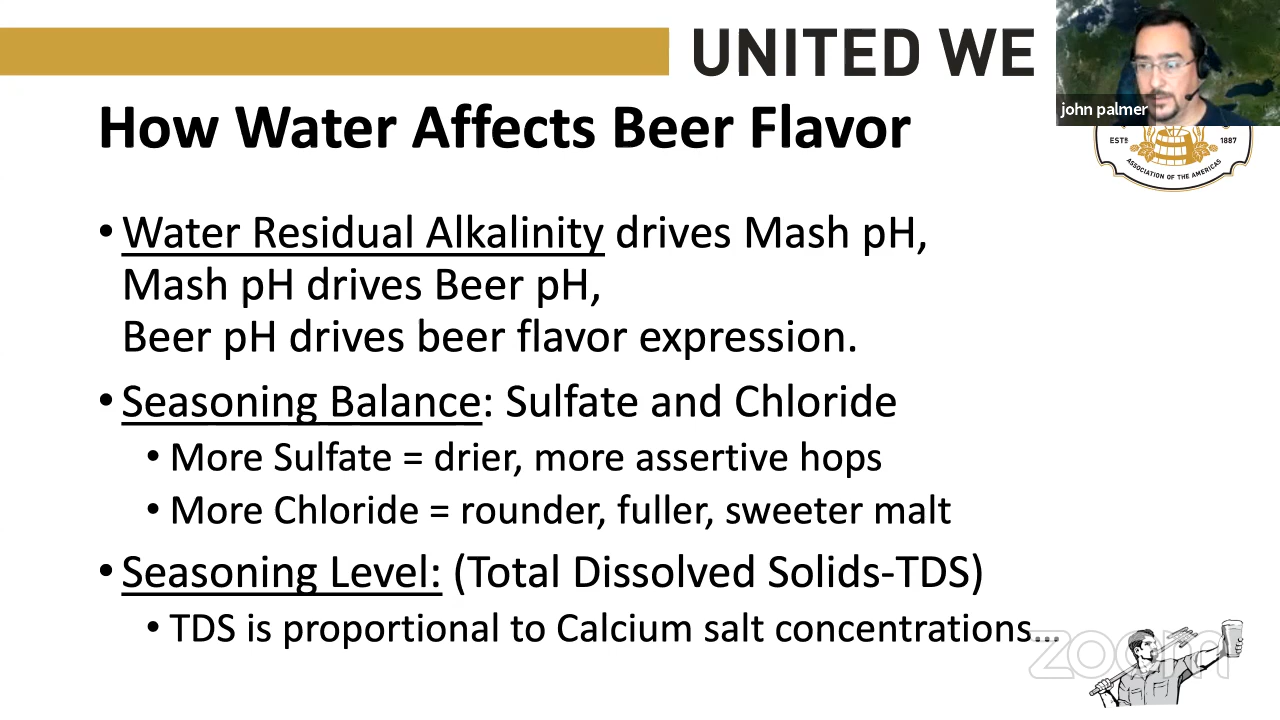 UNITED WE
john palmer
How Water Affects Beer Flavor
ESTB 1887
ASSOCIATION OF THE AMERICAS
• Water Residual Alkalinity drives Mash pH,
Mash pH drives Beer pH,
Beer pH drives beer flavor expression.
• Seasoning Balance: Sulfate and Chloride
• More Sulfate = drier, more assertive hops
• More Chloride = rounder, fuller, sweeter malt
• Seasoning Level: (Total Dissolved Solids-TDS)
• TDS is proportional to Calcium salt concentrations...
zoom